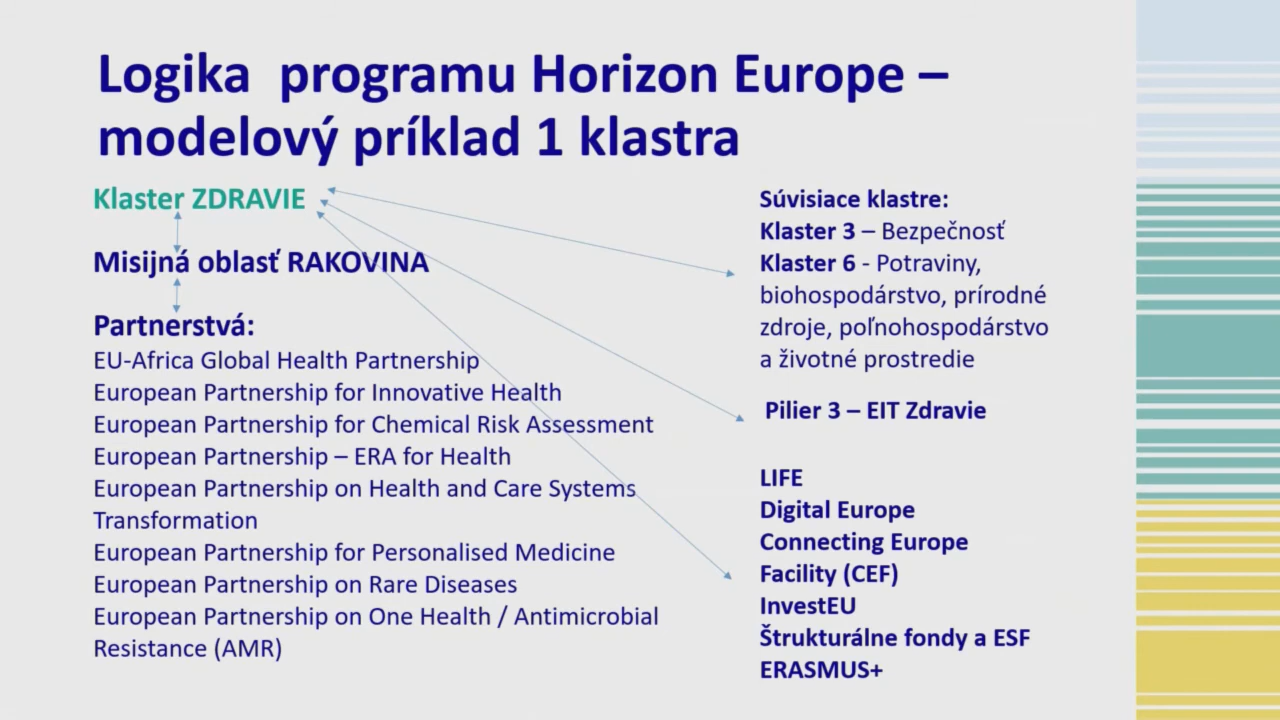 Logika programu Horizon Europe –
modelový príklad 1 klastra
Klaster ZDRAVIE
Misijná oblasť RAKOVINA
Partnerstvá:
EU-Africa Global Health Partnership
European Partnership for Innovative Health
European Partnership for Chemical Risk Assessment
European Partnership – ERA for Health
European Partnership on Health and Care Systems
Transformation
European Partnership for Personalised Medicine
European Partnership on Rare Diseases
European Partnership on One Health / Antimicrobial
Resistance (AMR)
Súvisiace klastre:
Klaster 3 – Bezpečnosť
Klaster 6 - Potraviny,
biohospodárstvo, prírodné
zdroje, poľnohospodárstvo
a životné prostredie
Pilier 3 – EIT Zdravie
LIFE
Digital Europe
Connecting Europe
Facility (CEF)
InvestEU
Štrukturálne fondy a ESF
ERASMUS+